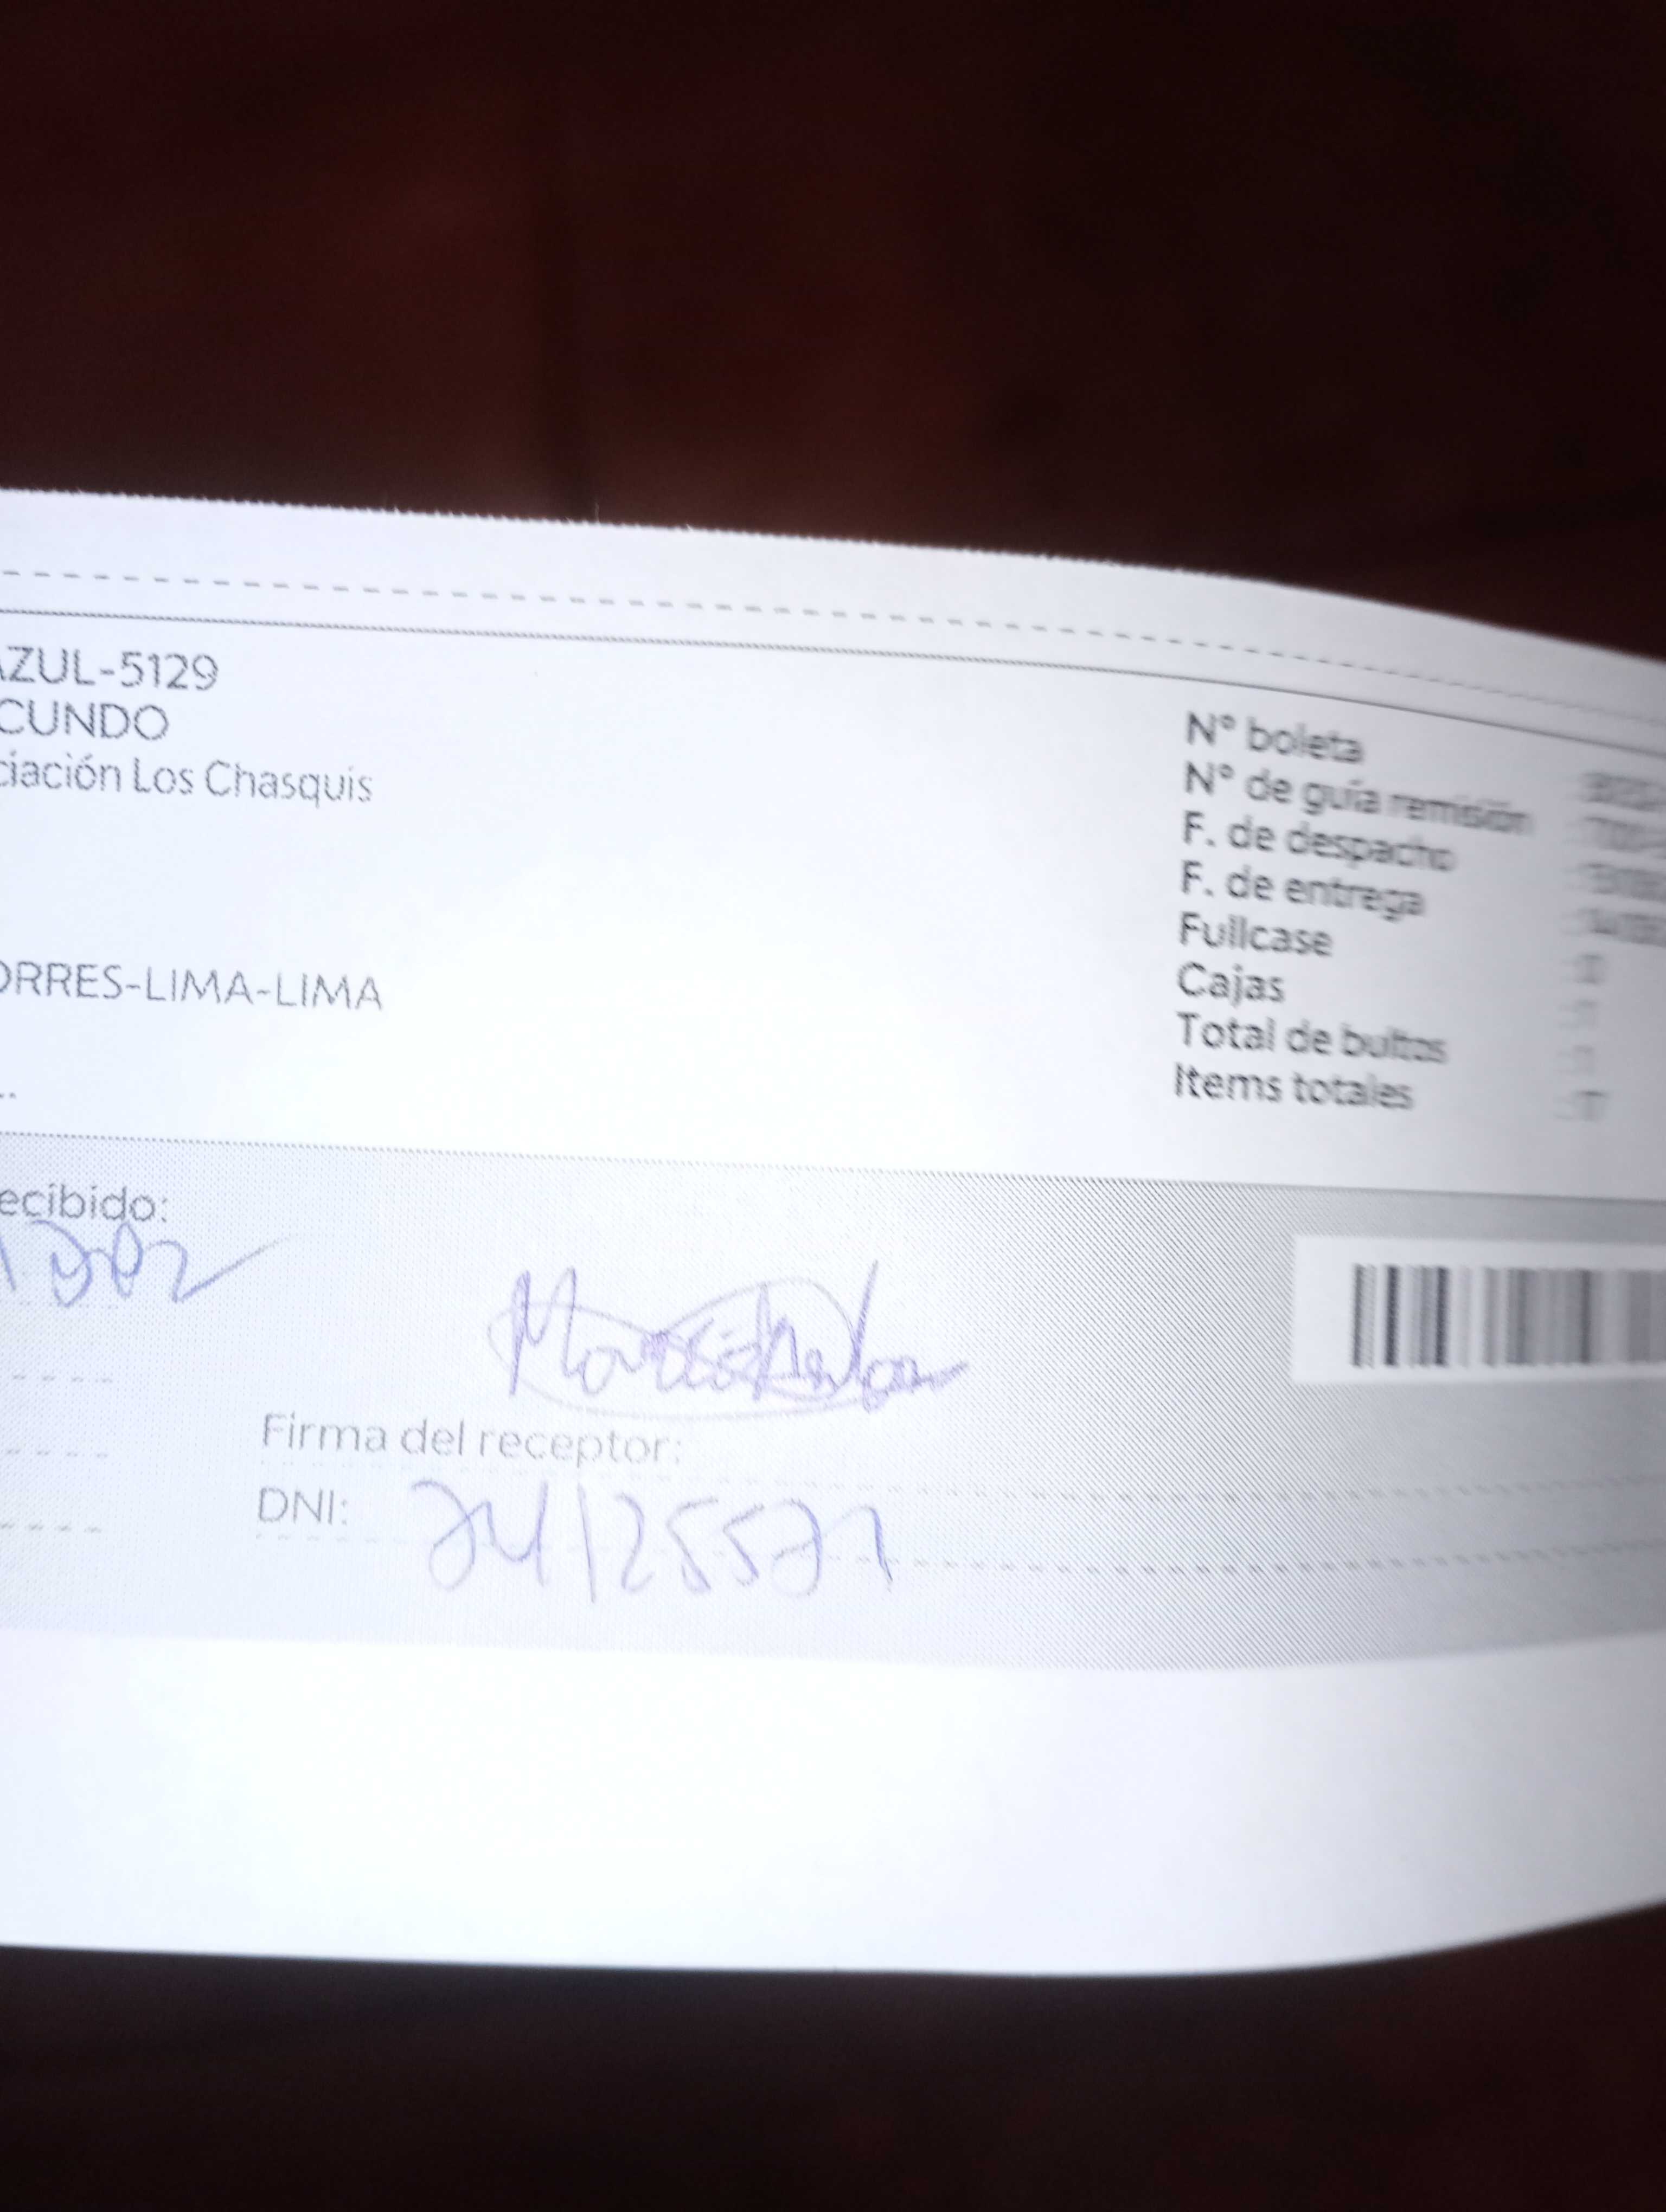 AZUL-5129
CUNDO
ciación Los Chasquis
ORRES-LIMA-LIMA
..
N° boleta
N° de guía remisión
F. de despacho
F. de entrega
Fullcase
Cajas
Total de bultos
Items totales
ecibido:
Firma del receptor:
DNI: 74125571